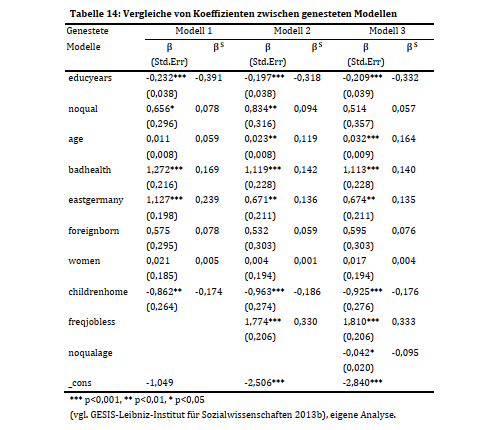 Tabelle 14: Vergleiche von Koeffizienten zwischen genesteten Modellen
Genestete Modell 1 Modell 2 Modell 3
Modelle β βˢ β βˢ β βˢ
(Std.Err) (Std.Err) (Std.Err)
educyears -0,232*** -0,391 -0,197*** -0,318 -0,209*** -0,332
(0,038) (0,038) (0,039)
noqual 0,656* 0,078 0,834** 0,094 0,514 0,057
(0,296) (0,316) (0,357)
age 0,011 0,059 0,023** 0,119 0,032*** 0,164
(0,008) (0,008) (0,009)
badhealth 1,272*** 0,169 1,119*** 0,142 1,113*** 0,140
(0,216) (0,228) (0,228)
eastgermany 1,127*** 0,239 0,671** 0,136 0,674** 0,135
(0,198) (0,211) (0,211)
foreignborn 0,575 0,078 0,532 0,059 0,595 0,076
(0,295) (0,303) (0,303)
women 0,021 0,005 0,004 0,001 0,017 0,004
(0,185) (0,194) (0,194)
childrenhome -0,862** -0,174 -0,963*** -0,186 -0,925*** -0,176
(0,264) (0,274) (0,276)
freqjobless 1,774*** 0,330 1,810*** 0,333
(0,206) (0,206)
noqualage -0,042* -0,095
(0,020)
_cons -1,049 -2,506*** -2,840***
*** p<0,001, ** p<0,01, * p<0,05
(vgl. GESIS-Leibniz-Institut für Sozialwissenschaften 2013b), eigene Analyse.